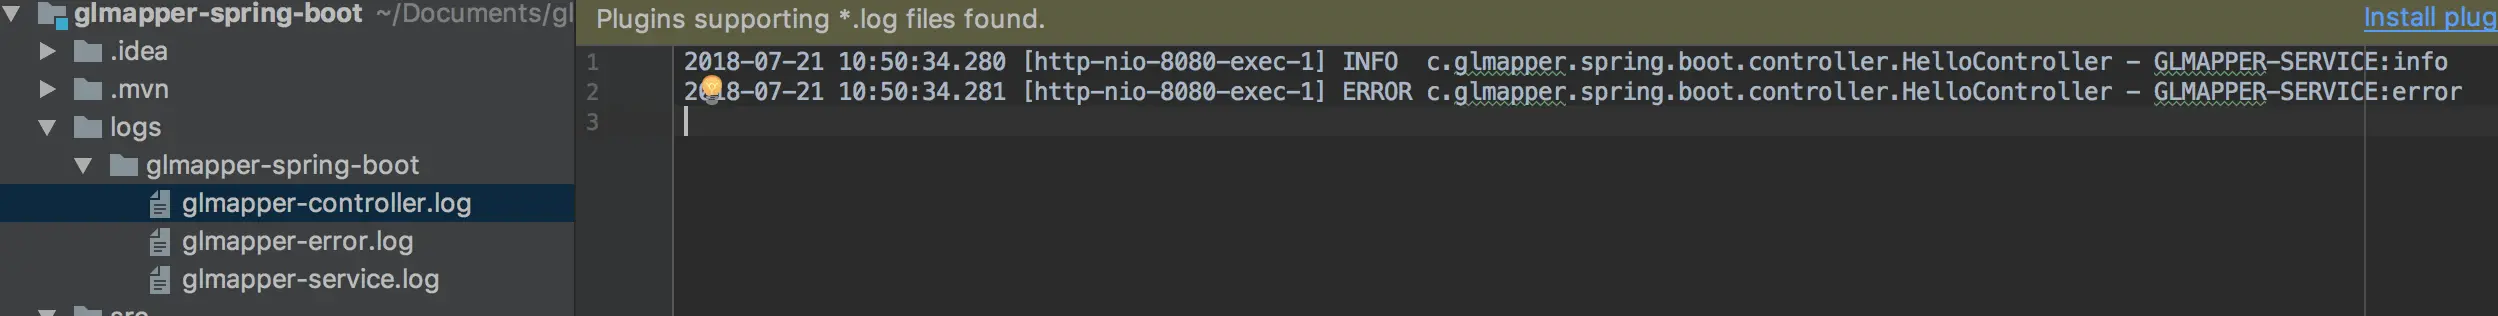 glmapper-spring-boot ~/Documents/gl
.idea
.mvn
logs
glmapper-spring-boot
glmapper-controller.log
glmapper-error.log
glmapper-service.log
Plugins supporting *.log files found.
Install plug
1 2018-07-21 10:50:34.280 [http-nio-8080-exec-1] INFO  c.glmapper.spring.boot.controller.HelloController - GLMAPPER-SERVICE:info
2 2018-07-21 10:50:34.281 [http-nio-8080-exec-1] ERROR c.glmapper.spring.boot.controller.HelloController - GLMAPPER-SERVICE:error
3